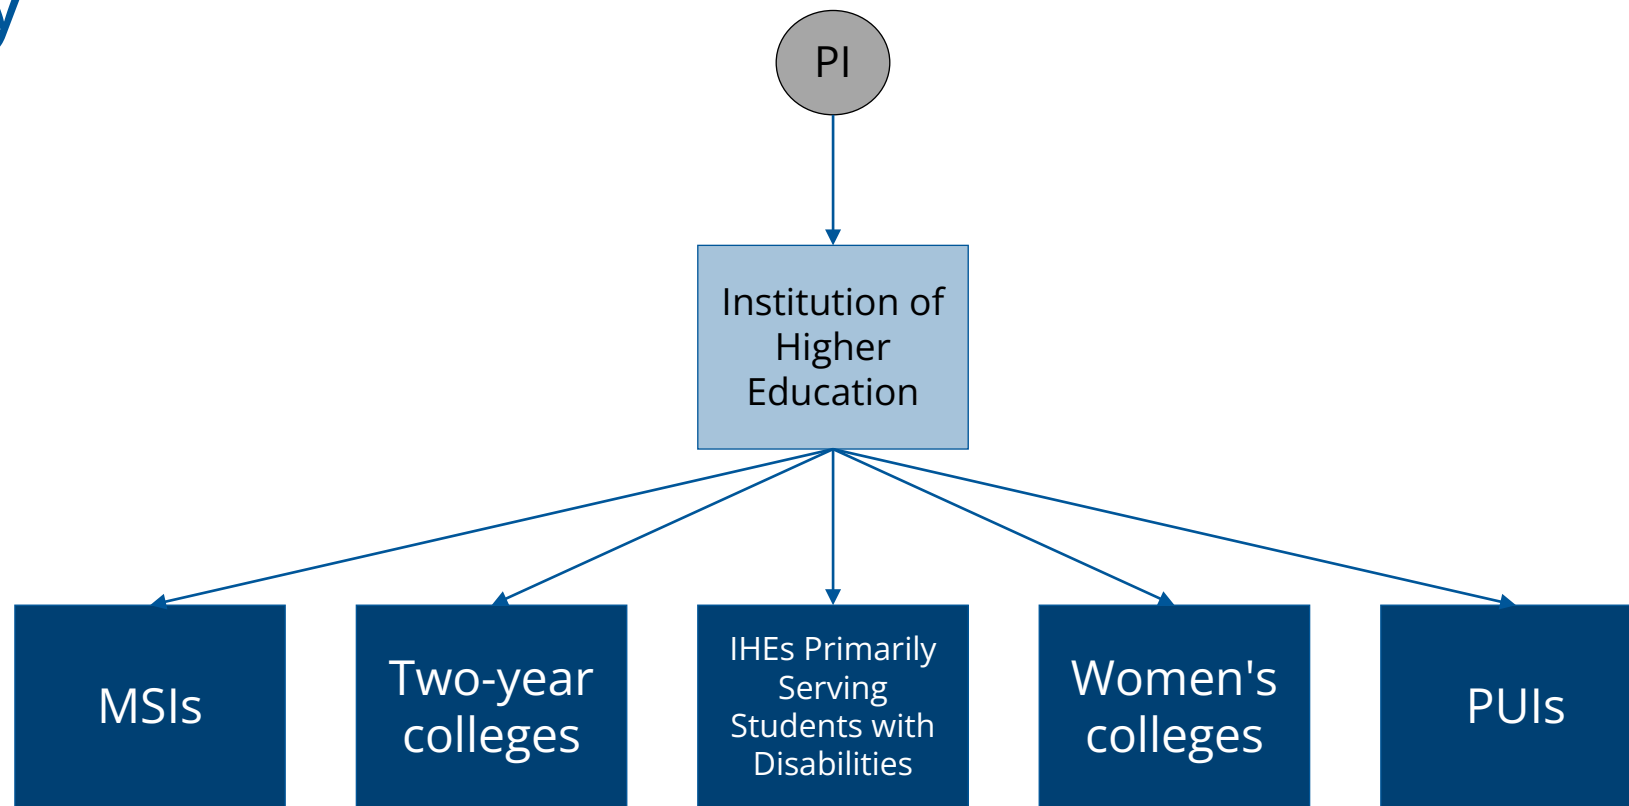 y
PI
Institution of
Higher
Education
MSIs
Two-year
colleges
IHEs Primarily
Serving
Students with
Disabilities
Women's
colleges
PUIs